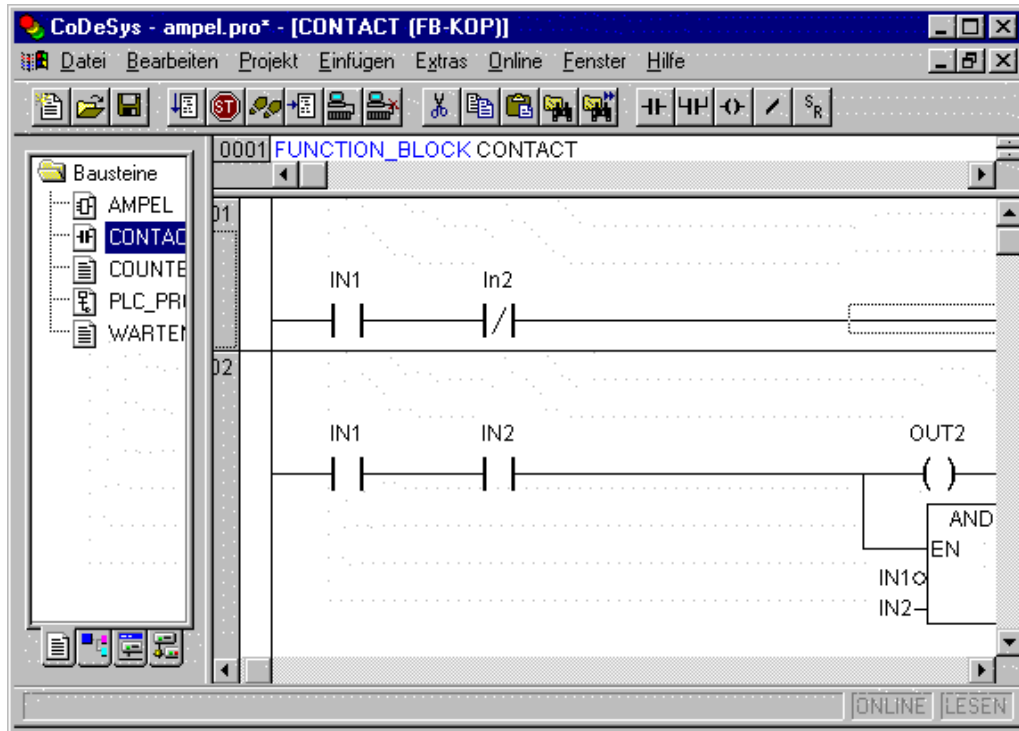 CoDeSys - ampel.pro* - [CONTACT (FB-KOP)]
Datei Bearbeiten Projekt Einfügen Extras Online Fenster Hilfe
ST
S
R
0001 FUNCTION_BLOCK CONTACT
Bausteine
AMPEL
CONTAC
COUNTE
PLC_PR
WARTEN
01
IN1 In2
02
IN1 IN2 OUT2
AND
EN
IN1
IN2
ONLINE LESEN